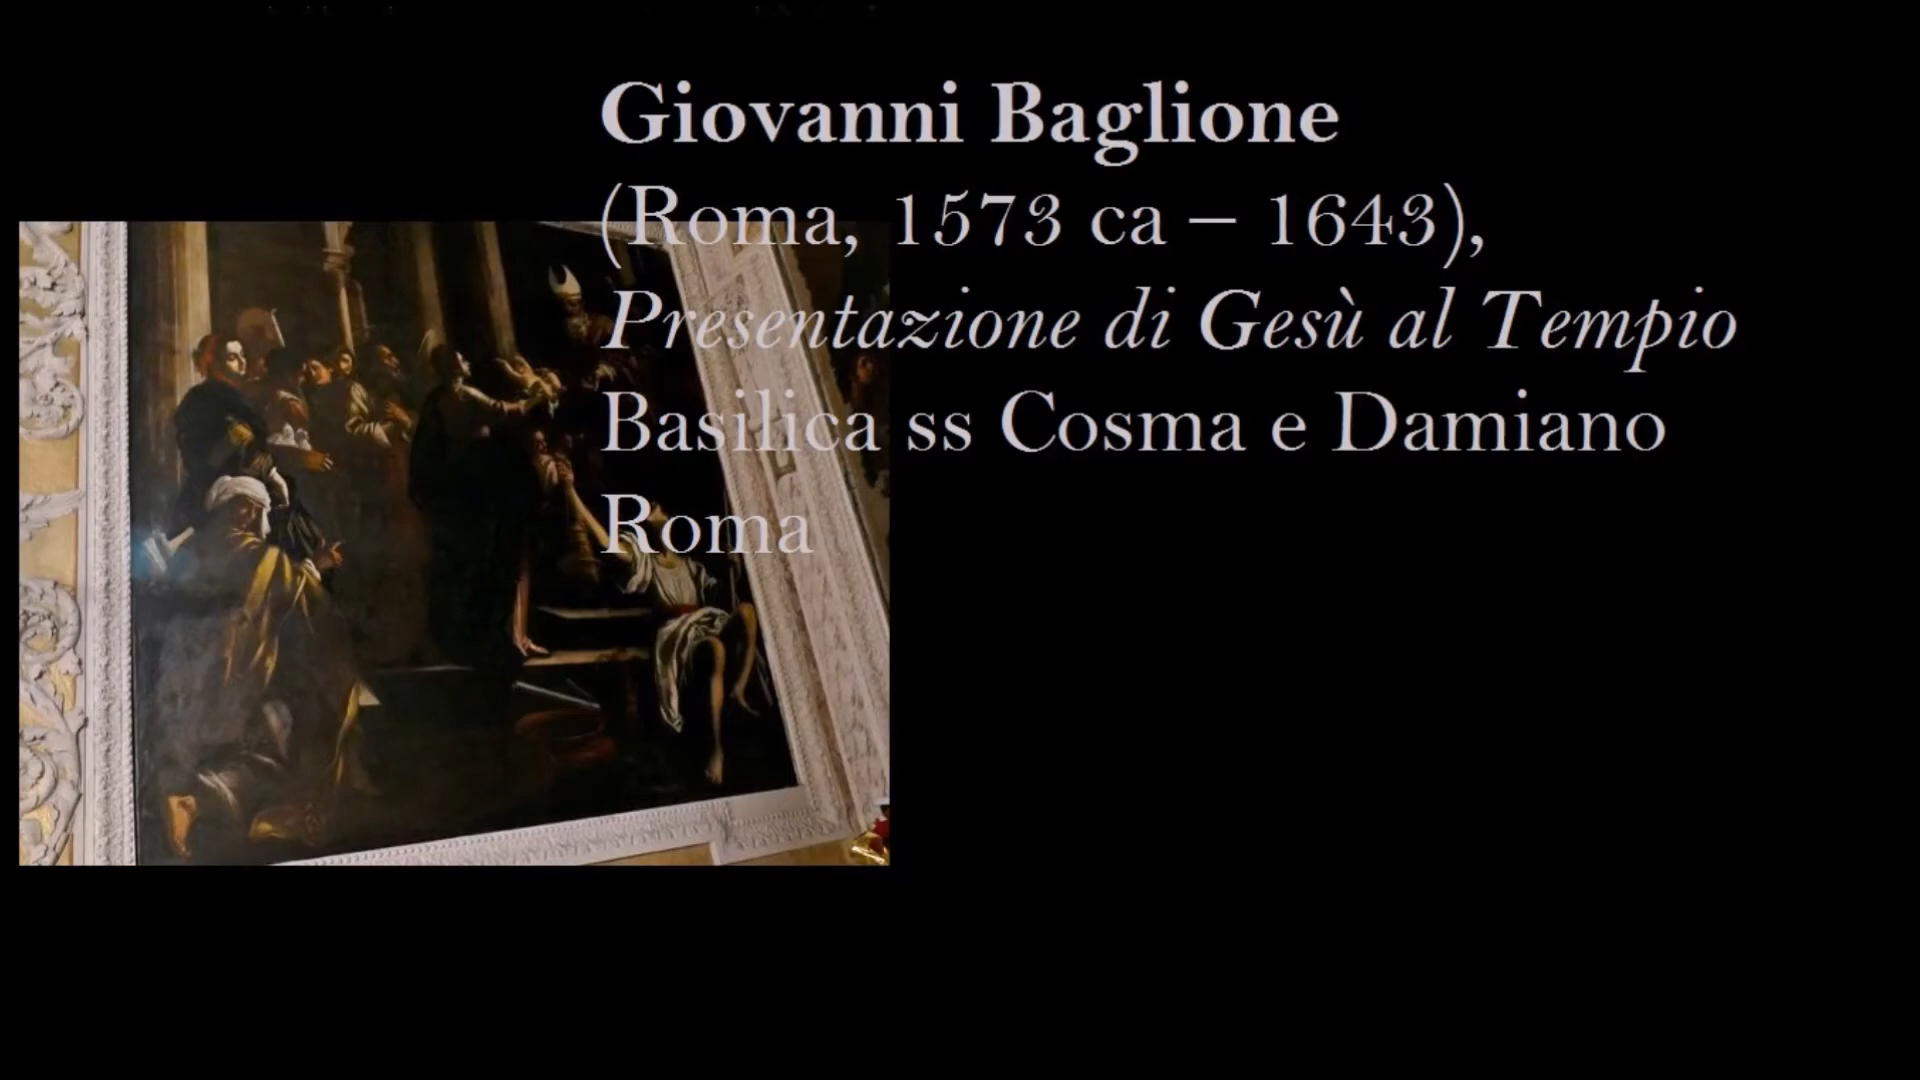 Giovanni Baglione
(Roma, 1573 ca – 1643),
Presentazione di Gesù al Tempio
Basilica ss Cosma e Damiano
Roma